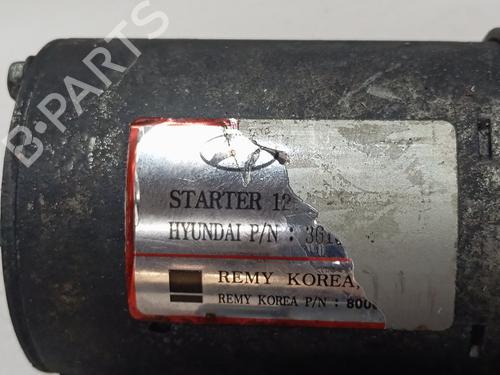 B-PARTS
STARTER 12
HYUNDAI P/N : 361
REMY KOREA,
REMY KOREA P/N : 800